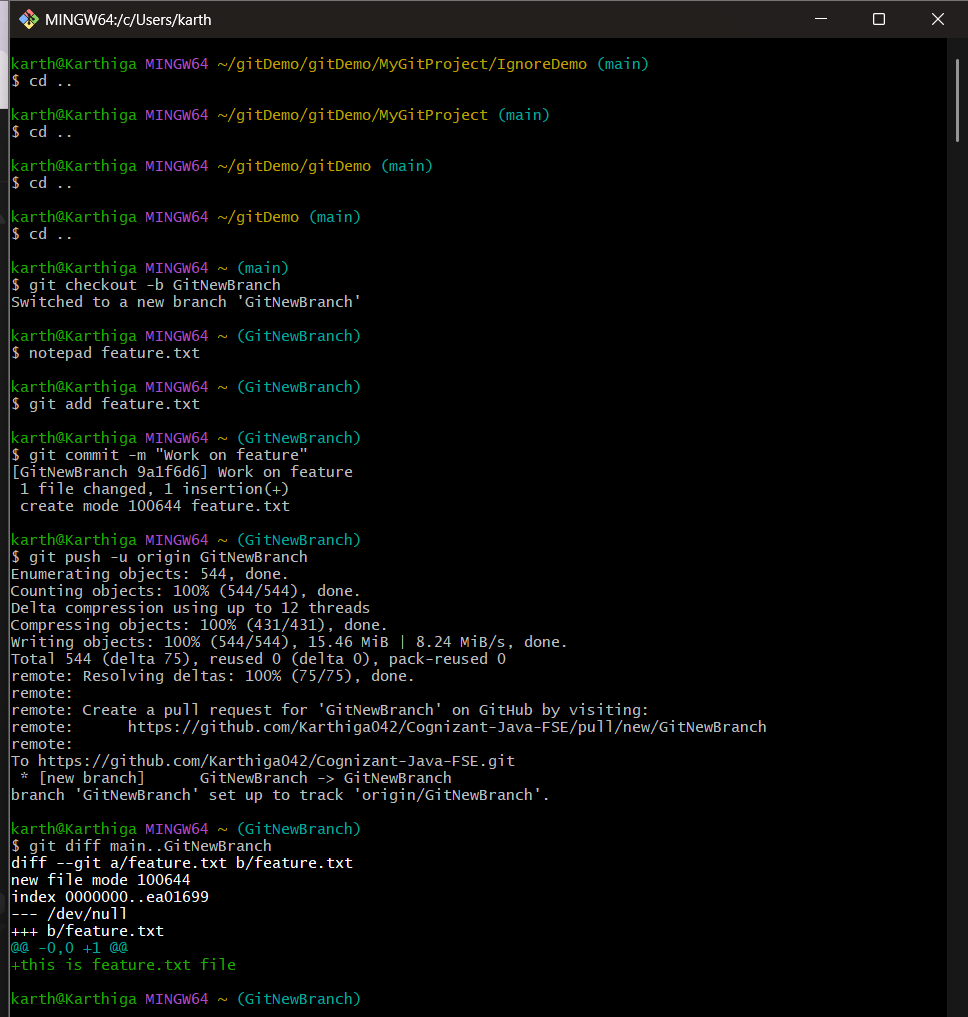 MINGW64:/c/Users/karth
karth@Karthiga MINGW64 ~/gitDemo/gitDemo/MyGitProject/IgnoreDemo (main)
$ cd ..
karth@Karthiga MINGW64 ~/gitDemo/gitDemo/MyGitProject (main)
$ cd ..
karth@Karthiga MINGW64 ~/gitDemo/gitDemo (main)
$ cd ..
karth@Karthiga MINGW64 ~/gitDemo (main)
$ cd ..
karth@Karthiga MINGW64 ~ (main)
$ git checkout -b GitNewBranch
Switched to a new branch 'GitNewBranch'
karth@Karthiga MINGW64 ~ (GitNewBranch)
$ notepad feature.txt
karth@Karthiga MINGW64 ~ (GitNewBranch)
$ git add feature.txt
karth@Karthiga MINGW64 ~ (GitNewBranch)
$ git commit -m "Work on feature"
[GitNewBranch 9a1f6d6] Work on feature
 1 file changed, 1 insertion(+)
 create mode 100644 feature.txt
karth@Karthiga MINGW64 ~ (GitNewBranch)
$ git push -u origin GitNewBranch
Enumerating objects: 544, done.
Counting objects: 100% (544/544), done.
Delta compression using up to 12 threads
Compressing objects: 100% (431/431), done.
Writing objects: 100% (544/544), 15.46 MiB | 8.24 MiB/s, done.
Total 544 (delta 75), reused 0 (delta 0), pack-reused 0
remote: Resolving deltas: 100% (75/75), done.
remote:
remote: Create a pull request for 'GitNewBranch' on GitHub by visiting:
remote:      https://github.com/Karthiga042/Cognizant-Java-FSE/pull/new/GitNewBranch
remote:
To https://github.com/Karthiga042/Cognizant-Java-FSE.git
 * [new branch]      GitNewBranch -> GitNewBranch
branch 'GitNewBranch' set up to track 'origin/GitNewBranch'.
karth@Karthiga MINGW64 ~ (GitNewBranch)
$ git diff main..GitNewBranch
diff --git a/feature.txt b/feature.txt
new file mode 100644
index 0000000..ea01699
--- /dev/null
+++ b/feature.txt
@@ -0,0 +1 @@
+this is feature.txt file
karth@Karthiga MINGW64 ~ (GitNewBranch)